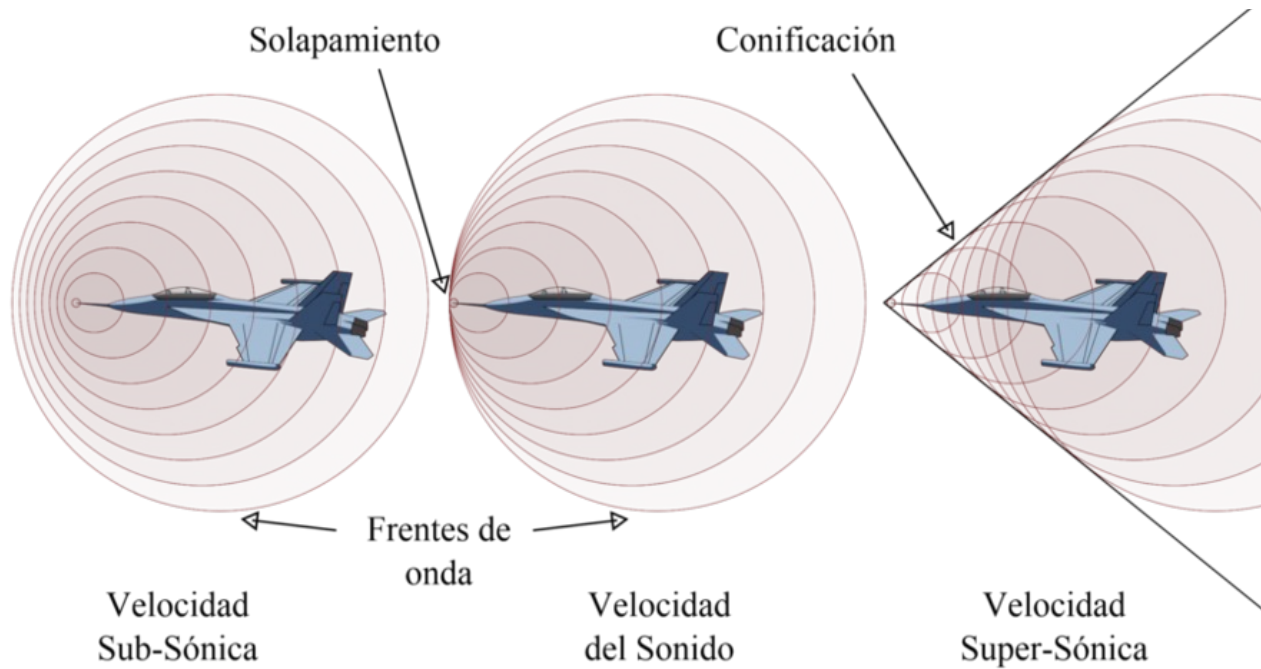 Solapamiento
Conificación
Frentes de
onda
Velocidad
Sub-Sónica
Velocidad
del Sonido
Velocidad
Super-Sónica